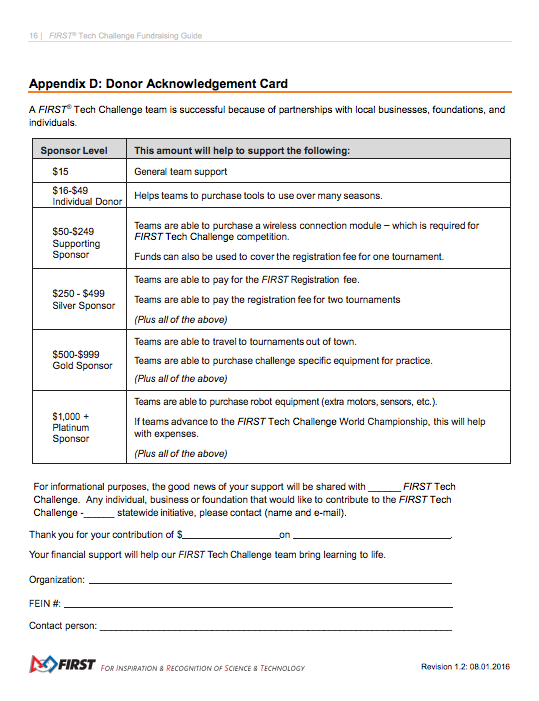 16 | FIRST® Tech Challenge Fundraising Guide
Appendix D: Donor Acknowledgement Card
A FIRST® Tech Challenge team is successful because of partnerships with local businesses, foundations, and
individuals.
Sponsor Level
This amount will help to support the following:
$15
General team support
$16-$49
Individual Donor
Helps teams to purchase tools to use over many seasons.
$50-$249
Supporting
Sponsor
Teams are able to purchase a wireless connection module – which is required for
FIRST Tech Challenge competition.
Funds can also be used to cover the registration fee for one tournament.
$250 - $499
Silver Sponsor
Teams are able to pay for the FIRST Registration fee.
Teams are able to pay the registration fee for two tournaments
(Plus all of the above)
$500-$999
Gold Sponsor
Teams are able to travel to tournaments out of town.
Teams are able to purchase challenge specific equipment for practice.
(Plus all of the above)
$1,000 +
Platinum
Sponsor
Teams are able to purchase robot equipment (extra motors, sensors, etc.).
If teams advance to the FIRST Tech Challenge World Championship, this will help
with expenses.
(Plus all of the above)
For informational purposes, the good news of your support will be shared with ______ FIRST Tech
Challenge. Any individual, business or foundation that would like to contribute to the FIRST Tech
Challenge -______ statewide initiative, please contact (name and e-mail).
Thank you for your contribution of $__________________on _____________________________.
Your financial support will help our FIRST Tech Challenge team bring learning to life.
Organization: ____________________________________________________________________
FEIN #: ____________________________________________________________________
Contact person: ____________________________________________________________________
FIRST FOR INSPIRATION & RECOGNITION OF SCIENCE & TECHNOLOGY
Revision 1.2: 08.01.2016